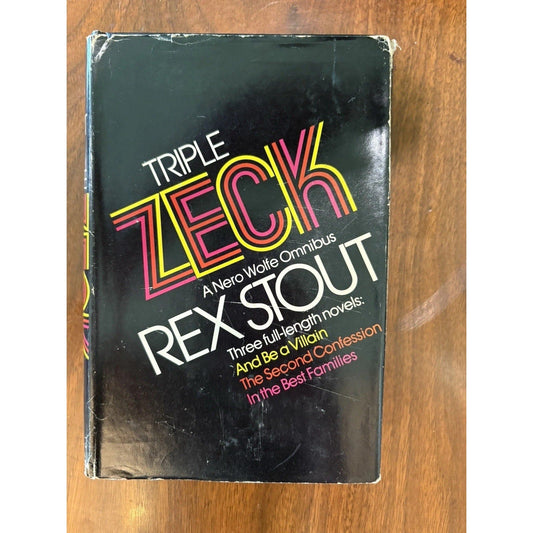 TRIPLE
ZECK
A Nero Wolfe Omnibus
REX STOUT
Three full-length novels:
And Be a Villain
The Second Confession
In the Best Families